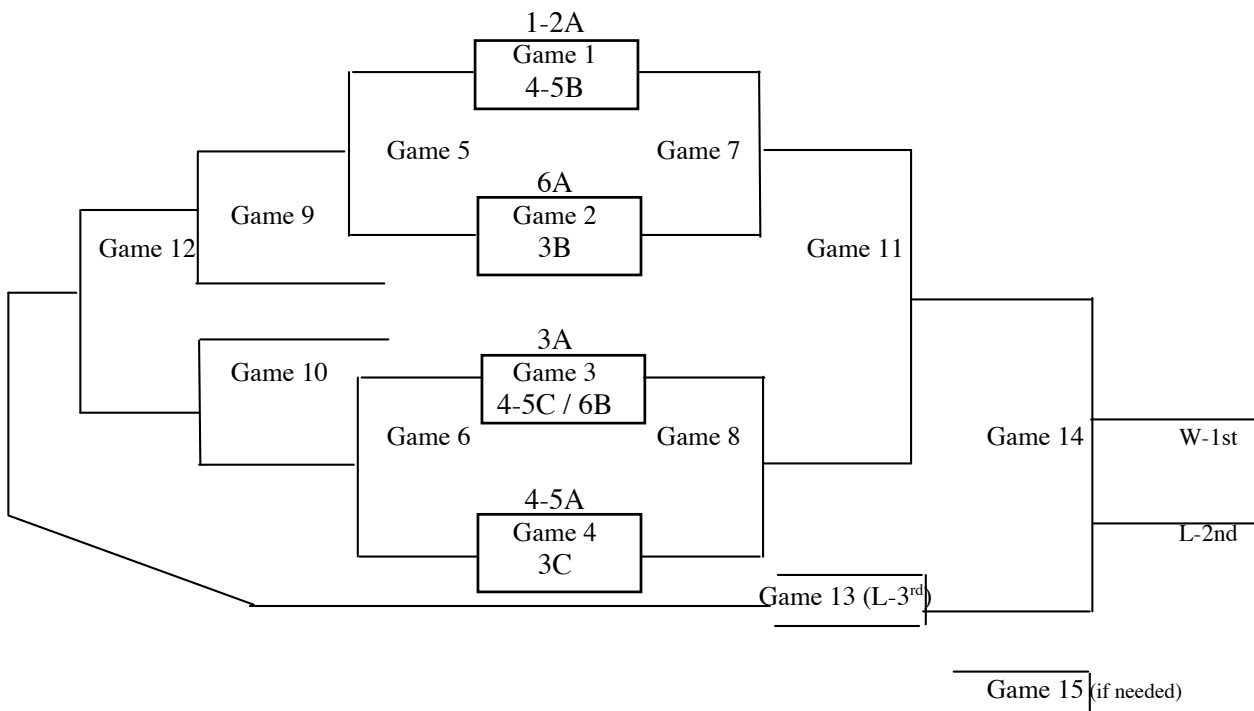 1-2A
Game 1
4-5B
Game 5
Game 7
6A
Game 2
3B
Game 9
Game 12
Game 11
3A
Game 3
4-5C / 6B
Game 10
Game 6
Game 8
Game 14
W-1st
4-5A
Game 4
3C
L-2nd
Game 13 (L-3rd)
Game 15 (if needed)